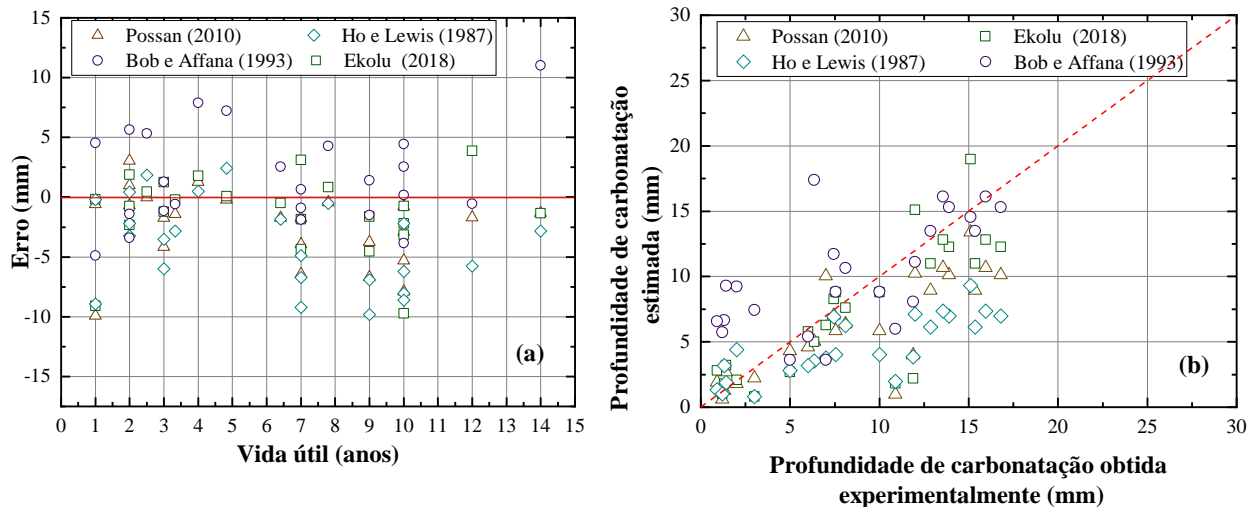 15
10
5
0
-5
-10
-15
Erro (mm)
Possan (2010)
Ho e Lewis (1987)
Bob e Affana (1993)
Ekolu (2018)
(a)
0 1 2 3 4 5 6 7 8 9 10 11 12 13 14 15
Vida útil (anos)
30
25
20
15
10
5
0
Profundidade de carbonatação
estimada (mm)
Possan (2010)
Ekolu (2018)
Ho e Lewis (1987)
Bob e Affana (1993)
(b)
0 5 10 15 20 25 30
Profundidade de carbonatação obtida
experimentalmente (mm)